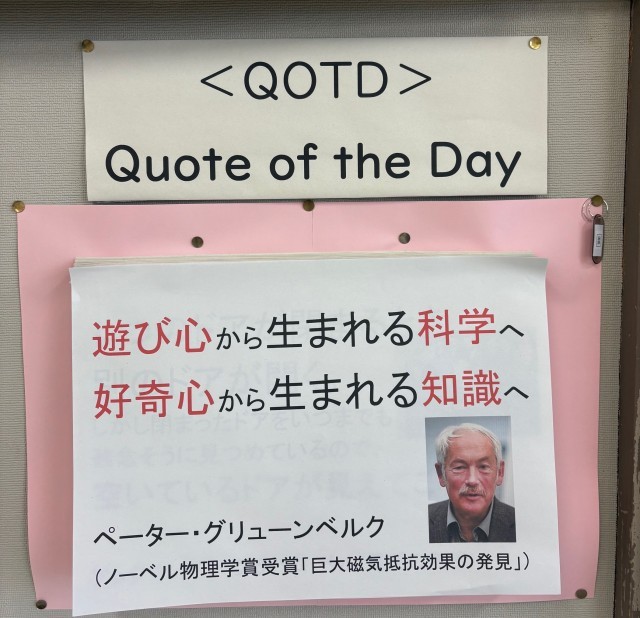 ＜QOTD＞
Quote of the Day
遊び心から生まれる科学へ
好奇心から生まれる知識へ
ペーター・グリューンベルク
(ノーベル物理学賞受賞「巨大磁気抵抗効果の発見」)